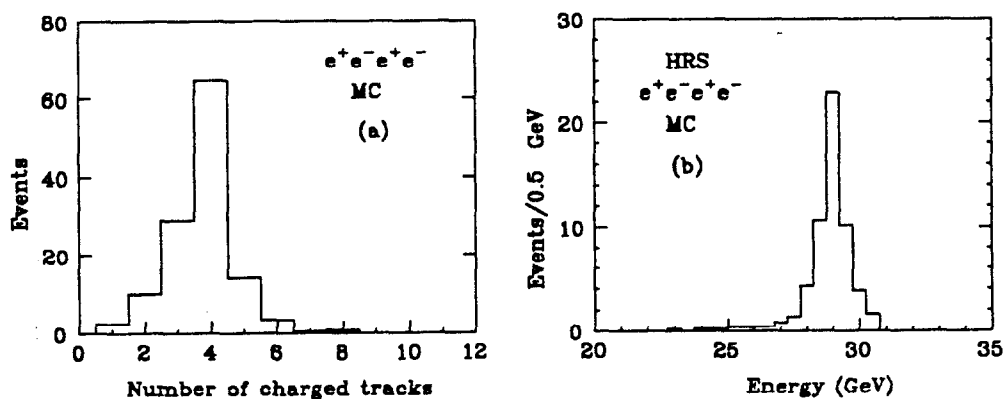 80
60
40
20
0
Events
e⁺e⁻e⁺e⁻
MC
(a)
0 2 4 6 8 10 12
Number of charged tracks
30
20
10
0
Events/0.5 GeV
HRS
e⁺e⁻e⁺e⁻
MC
(b)
20 25 30 35
Energy (GeV)